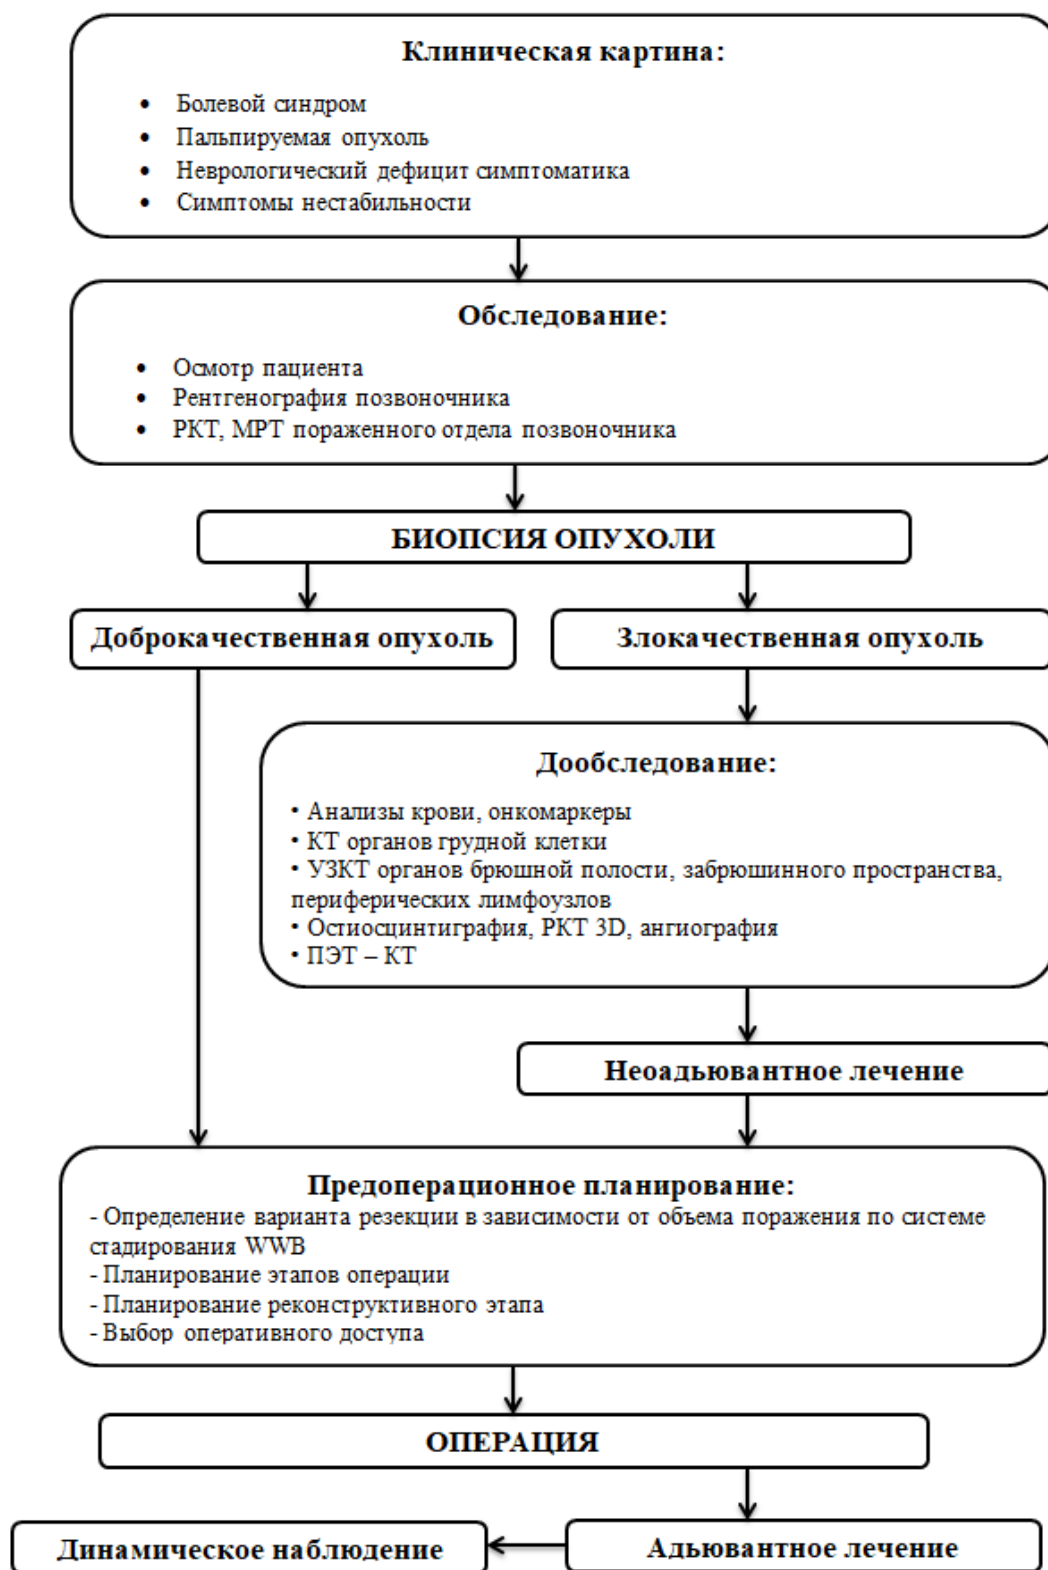 Клиническая картина:
• Болевой синдром
• Пальпируемая опухоль
• Неврологический дефицит симптоматика
• Симптомы нестабильности
Обследование:
• Осмотр пациента
• Рентгенография позвоночника
• РКТ, МРТ пораженного отдела позвоночника
БИОПСИЯ ОПУХОЛИ
Доброкачественная опухоль
Злокачественная опухоль
Дообследование:
• Анализы крови, онкомаркеры
• КТ органов грудной клетки
• УЗКТ органов брюшной полости, забрюшинного пространства,
периферических лимфоузлов
• Остиосцинтиграфия, РКТ 3D, ангиография
• ПЭТ – КТ
Неоадьювантное лечение
Предоперационное планирование:
- Определение варианта резекции в зависимости от объема поражения по системе
стадирования WWB
- Планирование этапов операции
- Планирование реконструктивного этапа
- Выбор оперативного доступа
ОПЕРАЦИЯ
Динамическое наблюдение
Адьювантное лечение